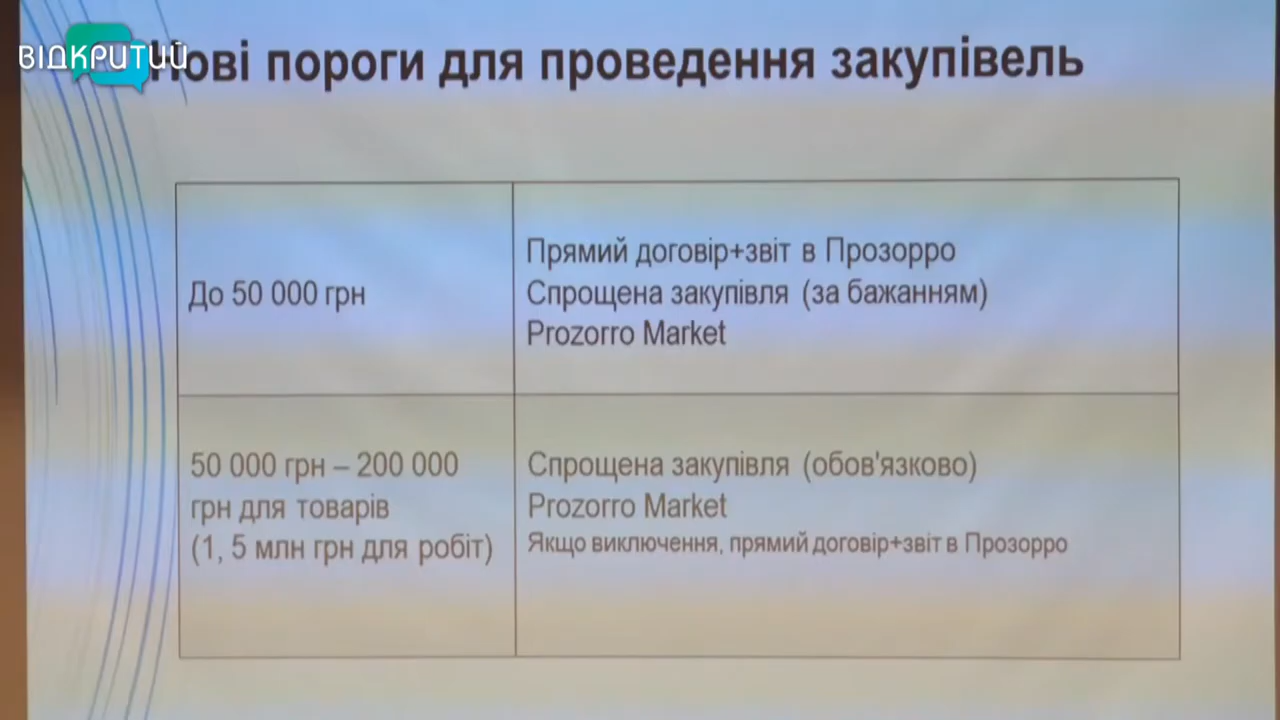 ВІДКРИТИЙ
Нові пороги для проведення закупівель
До 50 000 грн
Прямий договір+звіт в Прозорро
Спрощена закупівля (за бажанням)
Prozorro Market
50 000 грн – 200 000
грн для товарів
(1, 5 млн грн для робіт)
Спрощена закупівля (обов'язково)
Prozorro Market
Якщо виключення, прямий договір+звіт в Прозорро